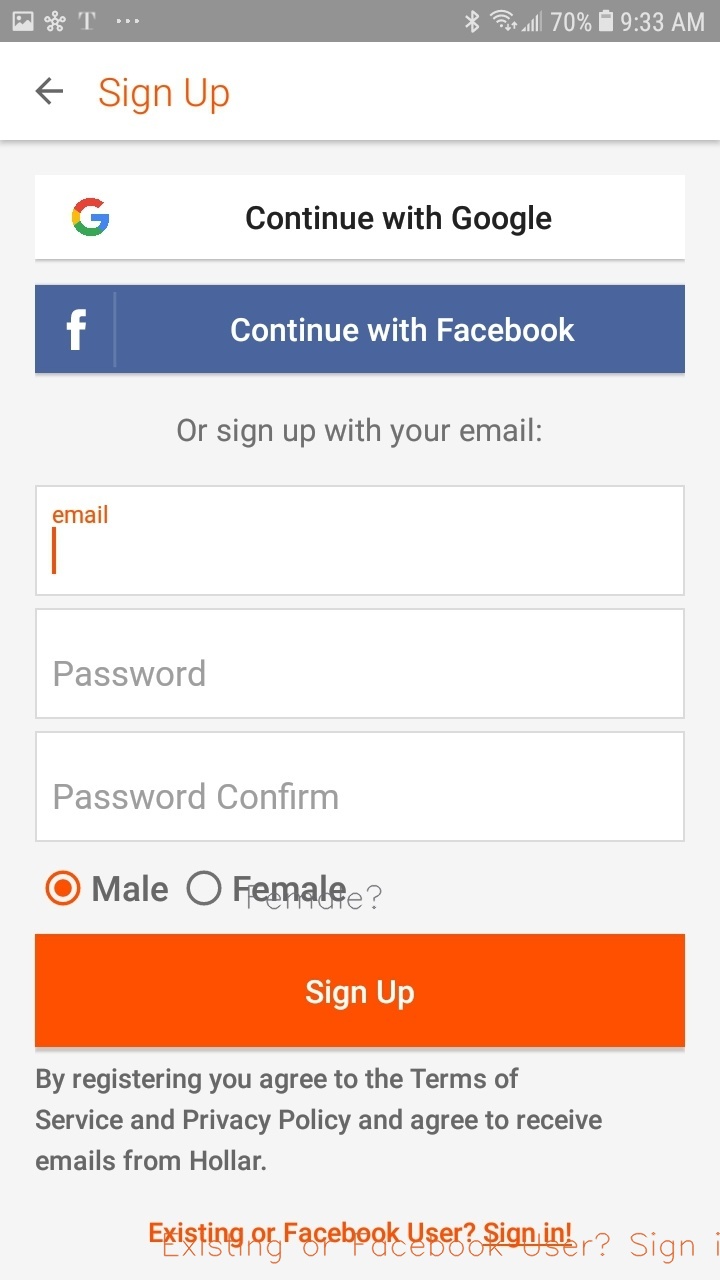 T ... 70% 9:33 AM
Sign Up
Continue with Google
f Continue with Facebook
Or sign up with your email:
email
Password
Password Confirm
Male Female
Female?
Sign Up
By registering you agree to the Terms of
Service and Privacy Policy and agree to receive
emails from Hollar.
Existing or Facebook User? Sign in!
Existing or Facebook User? Sign i